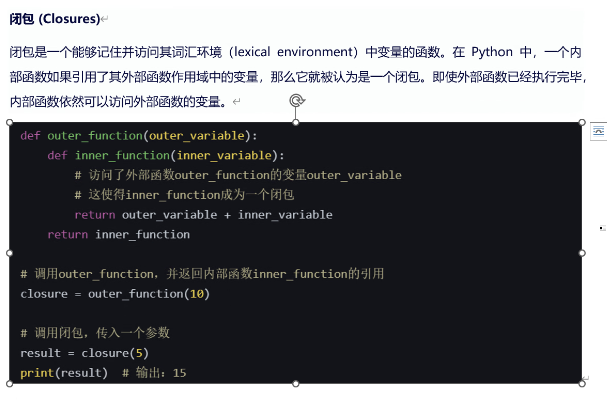 闭包 (Closures)
闭包是一个能够记住并访问其词汇环境（lexical environment）中变量的函数。在 Python 中，一个内
部函数如果引用了其外部函数作用域中的变量，那么它就被认为是一个闭包。即使外部函数已经执行完毕，
内部函数依然可以访问外部函数的变量。
def outer_function(outer_variable):
    def inner_function(inner_variable):
        # 访问了外部函数outer_function的变量outer_variable
        # 这使得inner_function成为一个闭包
        return outer_variable + inner_variable
    return inner_function
# 调用outer_function，并返回内部函数inner_function的引用
closure = outer_function(10)
# 调用闭包，传入一个参数
result = closure(5)
print(result)  # 输出：15